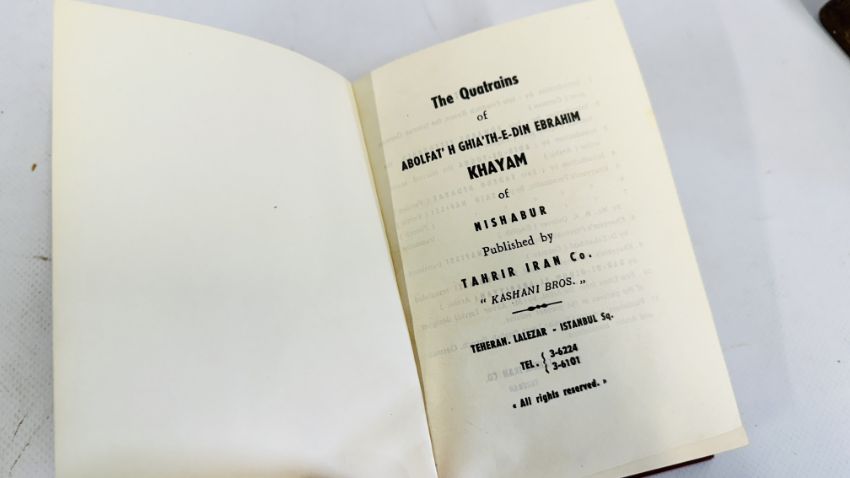 The Quatrains
of
ABOLFAT' H GHIA'TH-E-DIN EBRAHIM
KHAYAM
of
NISHABUR
Published by
TAHRIR IRAN Co.
" KASHANI BROS. „
TEHERAN. LALEZAR - ISTANBUL Sq.
TEL. { 3-6224
3-6101
« All rights reserved. »